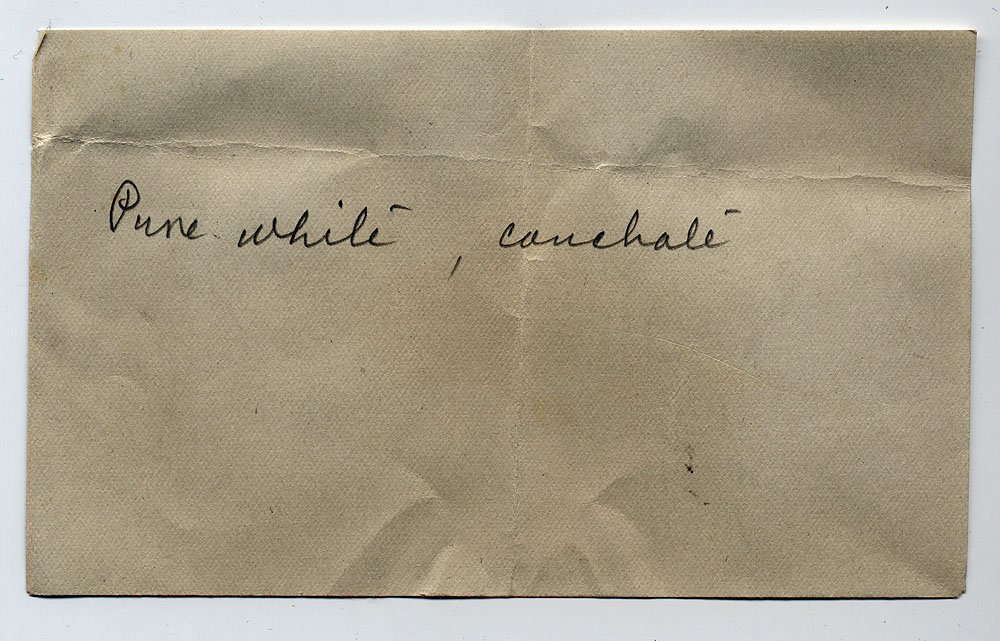 Pure white, conchate